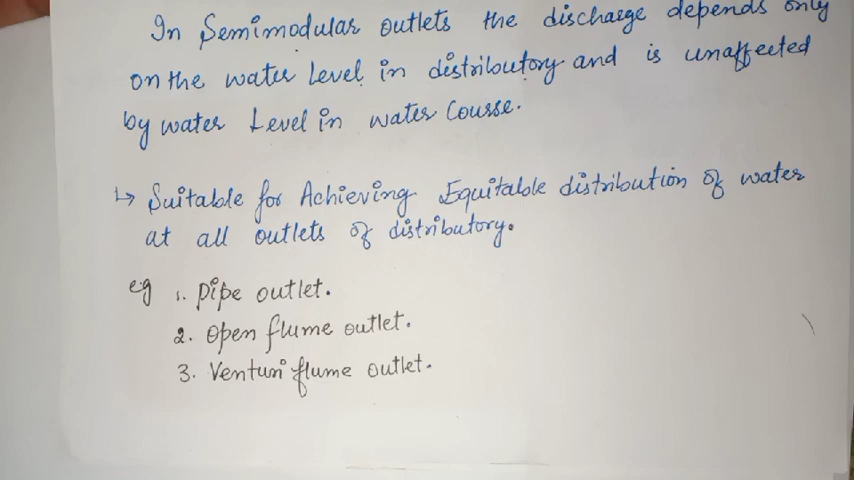 In Semimodular outlets the discharge depends only
on the water Level in distributory and is unaffected
by water Level in water Course.
↳ Suitable for Achieving Equitable distribution of water
at all outlets of distributory.
eg 1. pipe outlet.
2. Open flume outlet.
3. Venturi flume outlet.